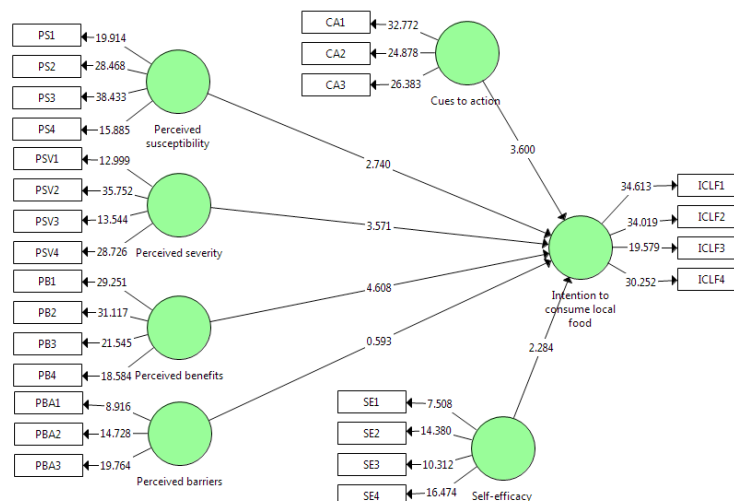 PS1
19.914
PS2
28.468
PS3
38.433
PS4
15.885
Perceived
susceptibility
PSV1
12.999
PSV2
35.752
PSV3
13.544
PSV4
28.726
Perceived severity
PB1
29.251
PB2
31.117
PB3
21.545
PB4
18.584
Perceived benefits
PBA1
8.916
PBA2
14.728
PBA3
19.764
Perceived barriers
CA1
32.772
CA2
24.878
CA3
26.383
Cues to action
3.600
2.740
3.571
4.608
0.593
2.284
Intention to
consume local
food
34.613
ICLF1
34.019
ICLF2
19.579
ICLF3
30.252
ICLF4
SE1
7.508
SE2
14.380
SE3
10.312
SE4
16.474
Self-efficacy